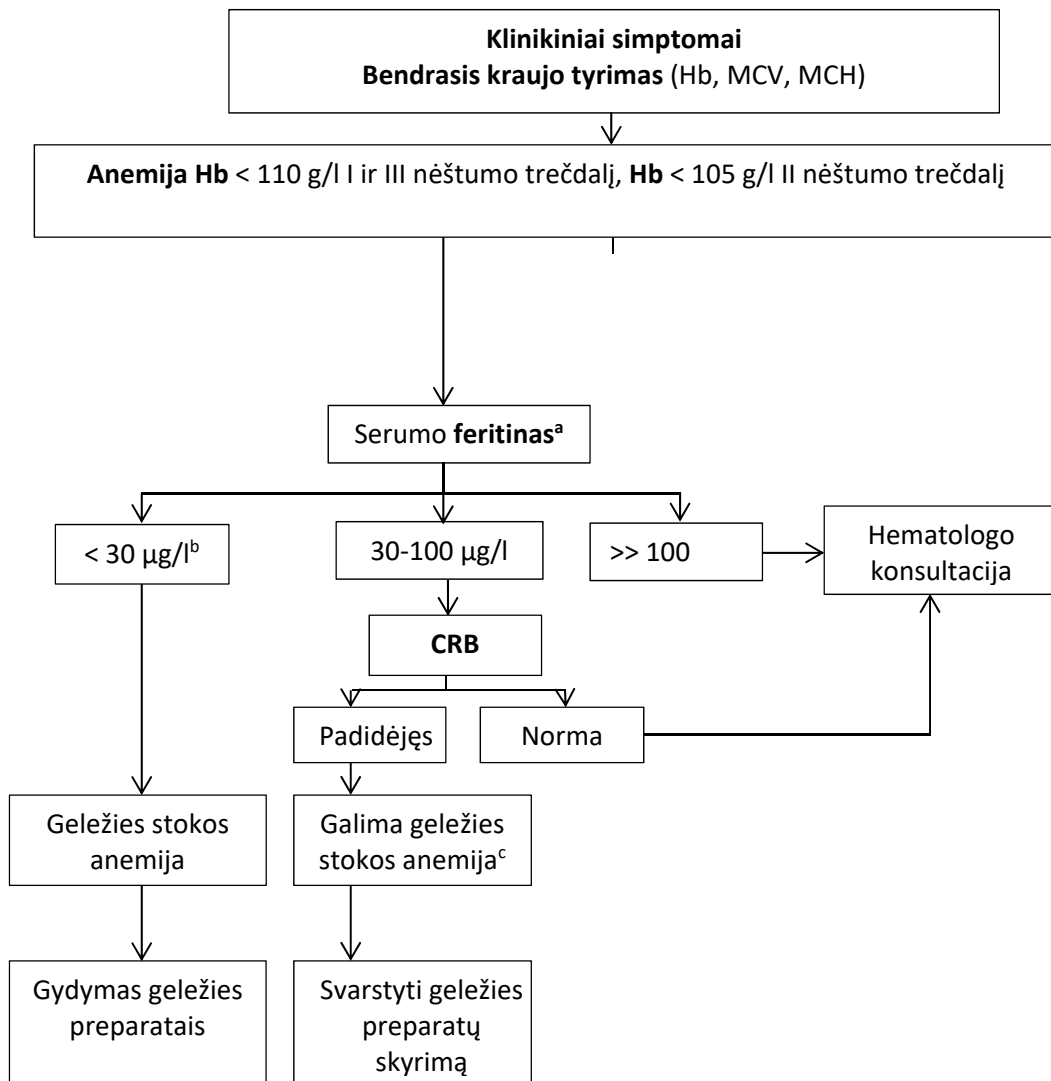 Klinikiniai simptomai
Bendrasis kraujo tyrimas (Hb, MCV, MCH)
Anemija Hb < 110 g/l I ir III nėštumo trečdalį, Hb < 105 g/l II nėštumo trečdalį
Serumo feritinasᵃ
< 30 µg/lᵇ
30-100 µg/l
>> 100
Hematologo
konsultacija
CRB
Padidėjęs
Norma
Geležies stokos
anemija
Galima geležies
stokos anemijaᶜ
Gydymas geležies
preparatais
Svarstyti geležies
preparatų
skyrimą